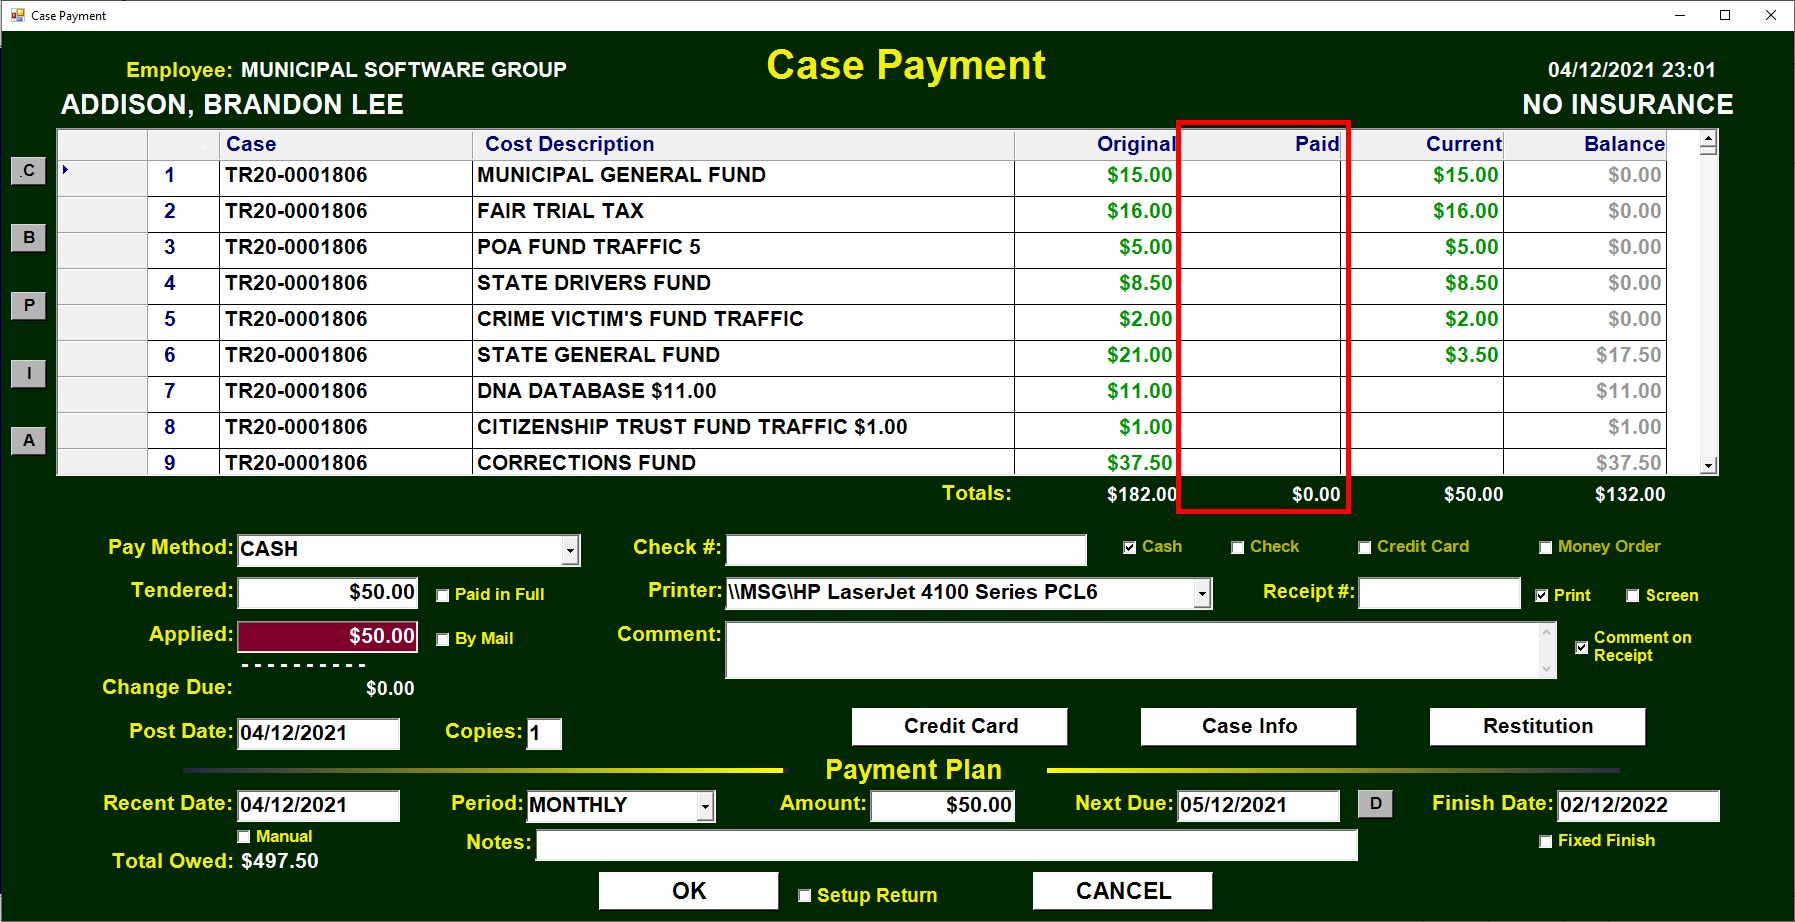 Case Payment
Employee: MUNICIPAL SOFTWARE GROUP
Case Payment
04/12/2021 23:01
ADDISON, BRANDON LEE
NO INSURANCE
Case Cost Description Original Paid Current Balance
1 TR20-0001806 MUNICIPAL GENERAL FUND $15.00 $15.00 $0.00
2 TR20-0001806 FAIR TRIAL TAX $16.00 $16.00 $0.00
3 TR20-0001806 POA FUND TRAFFIC 5 $5.00 $5.00 $0.00
4 TR20-0001806 STATE DRIVERS FUND $8.50 $8.50 $0.00
5 TR20-0001806 CRIME VICTIM'S FUND TRAFFIC $2.00 $2.00 $0.00
6 TR20-0001806 STATE GENERAL FUND $21.00 $3.50 $17.50
7 TR20-0001806 DNA DATABASE $11.00 $11.00 $11.00
8 TR20-0001806 CITIZENSHIP TRUST FUND TRAFFIC $1.00 $1.00 $1.00
9 TR20-0001806 CORRECTIONS FUND $37.50 $37.50
C
B
P
I
A
Totals: $182.00 $0.00 $50.00 $132.00
Pay Method: CASH Check #: Cash Check Credit Card Money Order
Tendered: $50.00 Paid in Full Printer: \\MSG\HP LaserJet 4100 Series PCL6 Receipt #: Print Screen
Applied: $50.00 By Mail Comment: Comment on
Receipt
----------
Change Due: $0.00
Post Date: 04/12/2021 Copies: 1 Credit Card Case Info Restitution
Payment Plan
Recent Date: 04/12/2021 Period: MONTHLY Amount: $50.00 Next Due: 05/12/2021 D Finish Date: 02/12/2022
Manual Notes: Fixed Finish
Total Owed: $497.50
OK Setup Return CANCEL